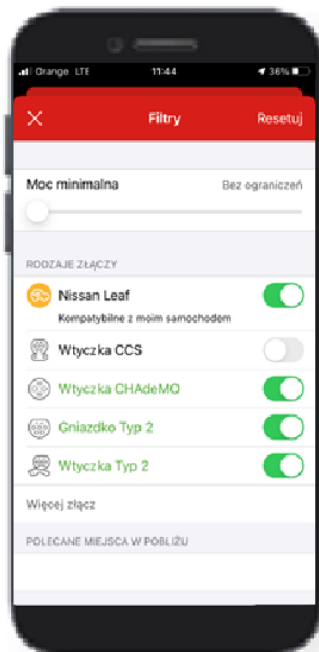 Orange LTE 11:44 36%
Filtry Resetuj
Moc minimalna Bez ograniczeń
RODZAJE ZŁĄCZY
Nissan Leaf
Kompatybilne z moim samochodem
Wtyczka CCS
Wtyczka CHAdeMO
Gniazdko Typ 2
Wtyczka Typ 2
Więcej złącz
POLECANE MIEJSCA W POBLIŻU